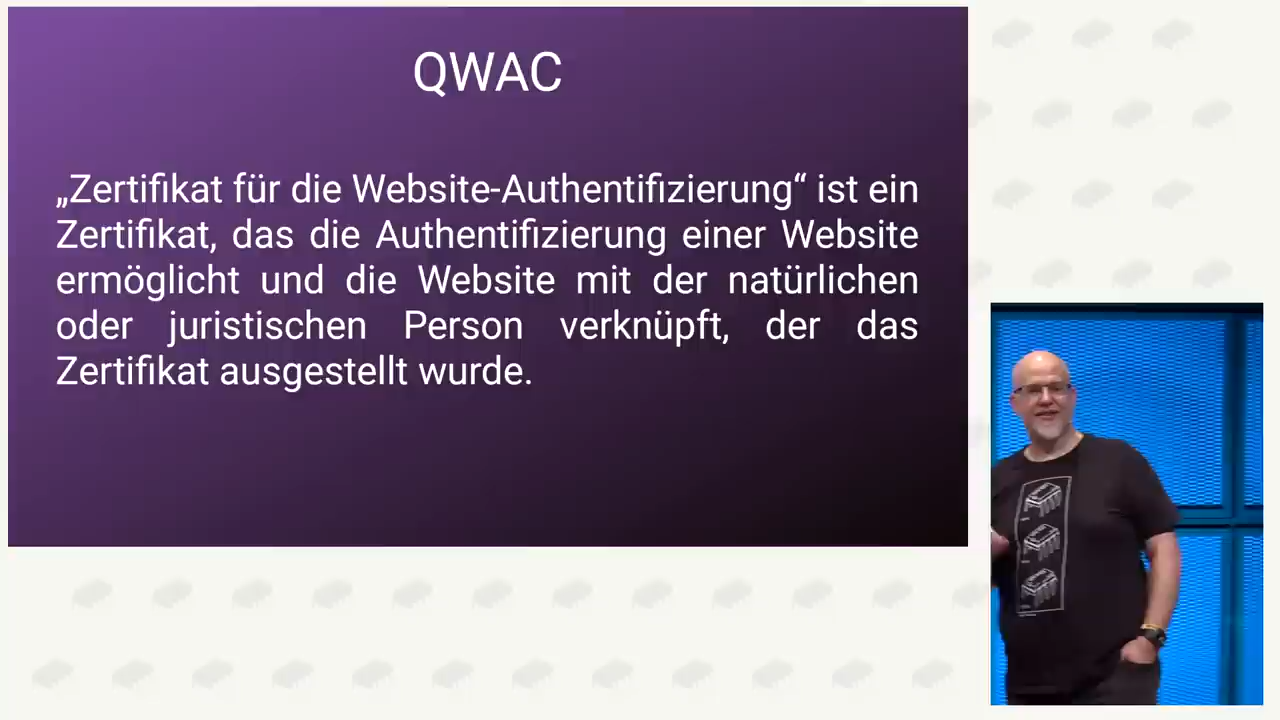 QWAC
„Zertifikat für die Website-Authentifizierung“ ist ein
Zertifikat, das die Authentifizierung einer Website
ermöglicht und die Website mit der natürlichen
oder juristischen Person verknüpft, der das
Zertifikat ausgestellt wurde.